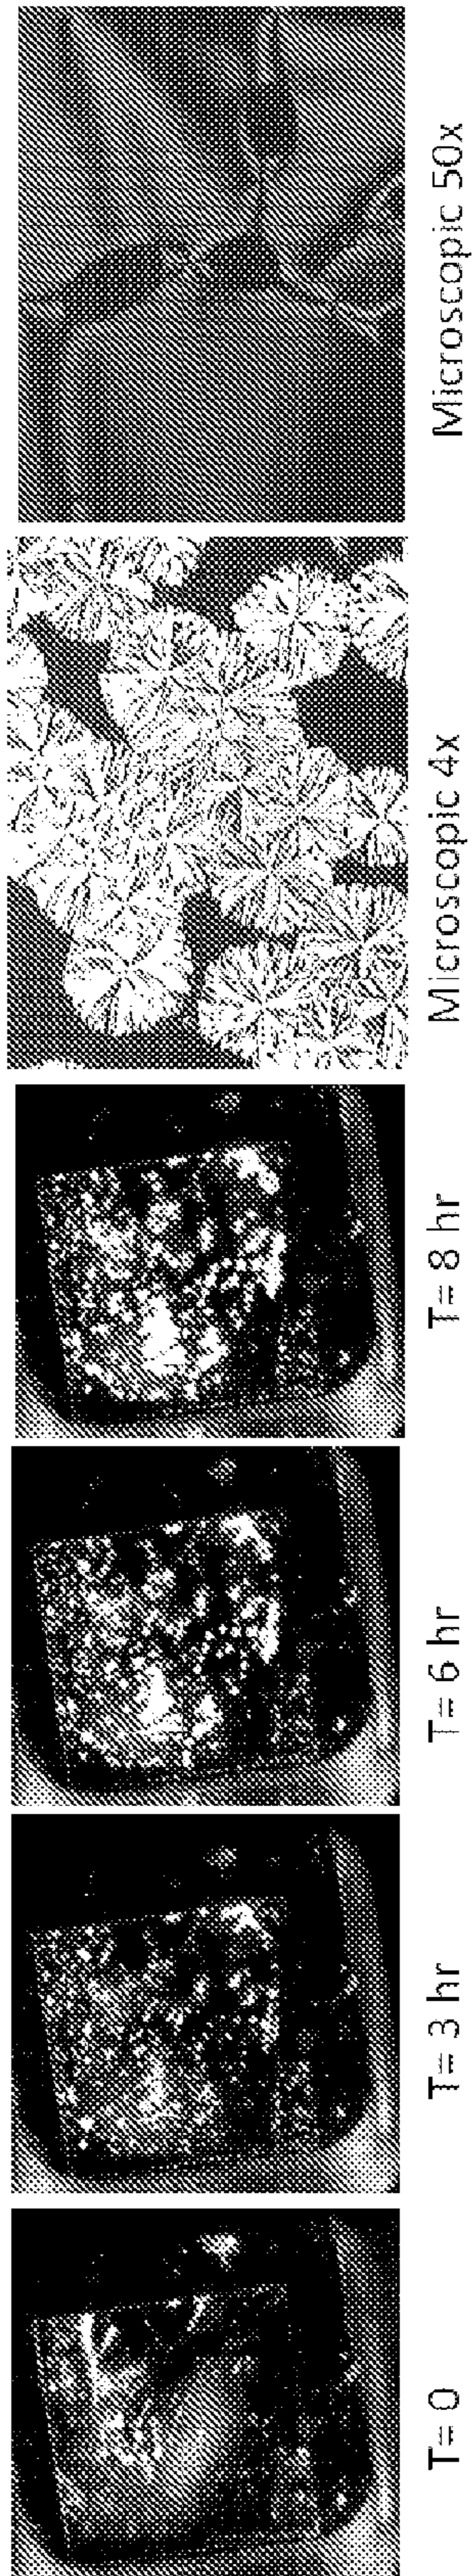 T= 0
T= 3 hr
T= 6 hr
T= 8 hr
Microscopic 4x
Microscopic 50x